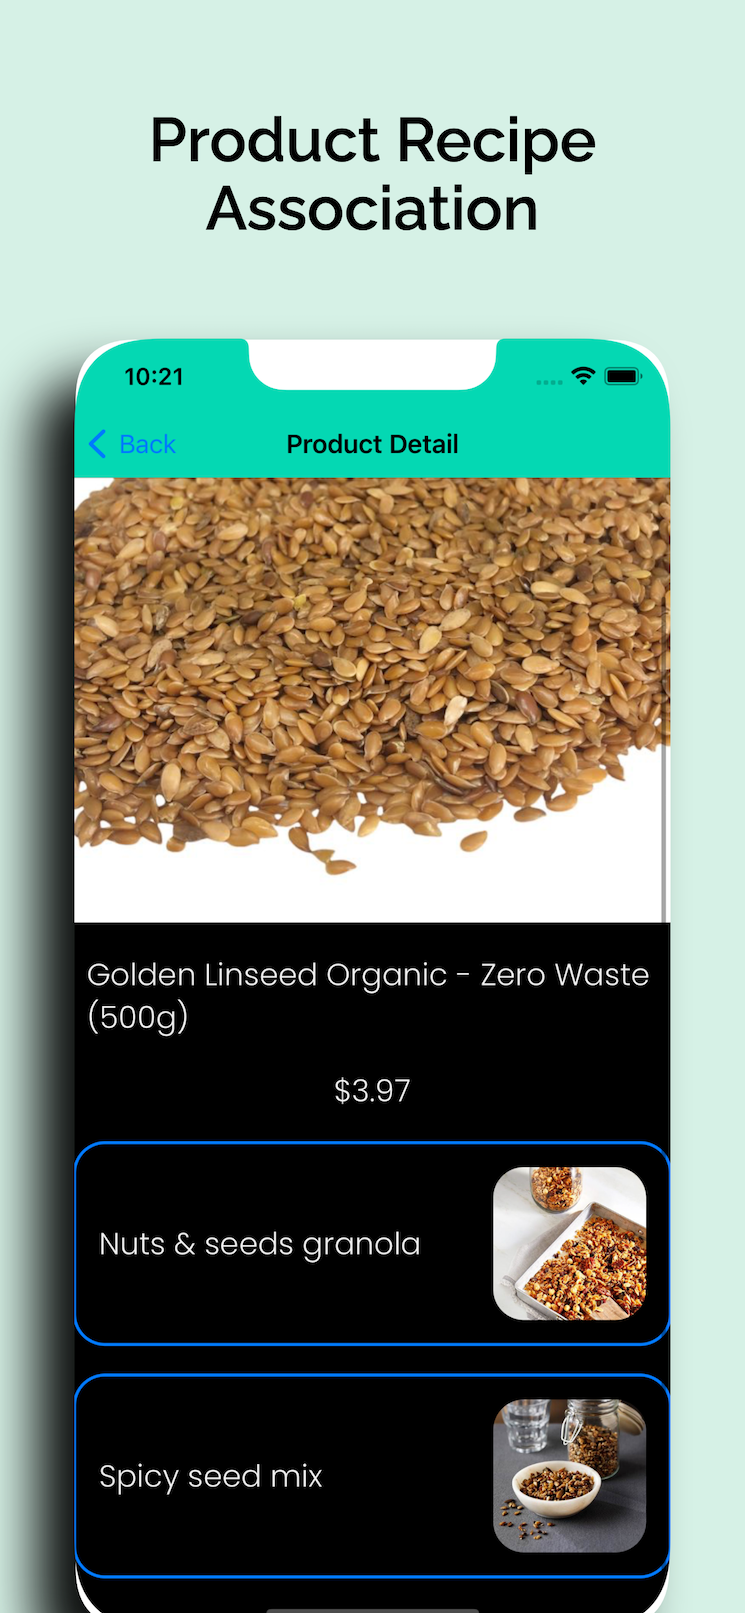 Product Recipe
Association
10:21
Back
Product Detail
Golden Linseed Organic - Zero Waste
(500g)
$3.97
Nuts & seeds granola
Spicy seed mix